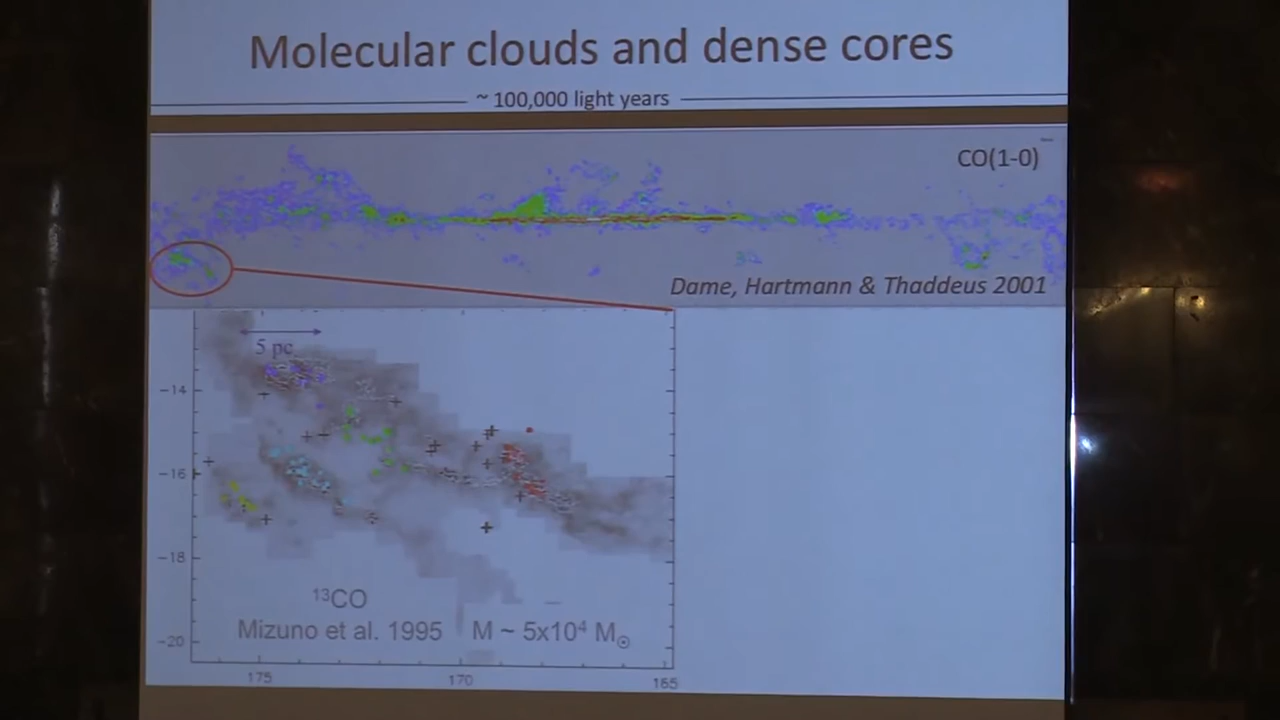 Molecular clouds and dense cores
~ 100,000 light years
CO(1-0)
Dame, Hartmann & Thaddeus 2001
5 pc
−14
−16
−18
−20
¹³CO
Mizuno et al. 1995 M ~ 5x10⁴ M☉
175 170 165